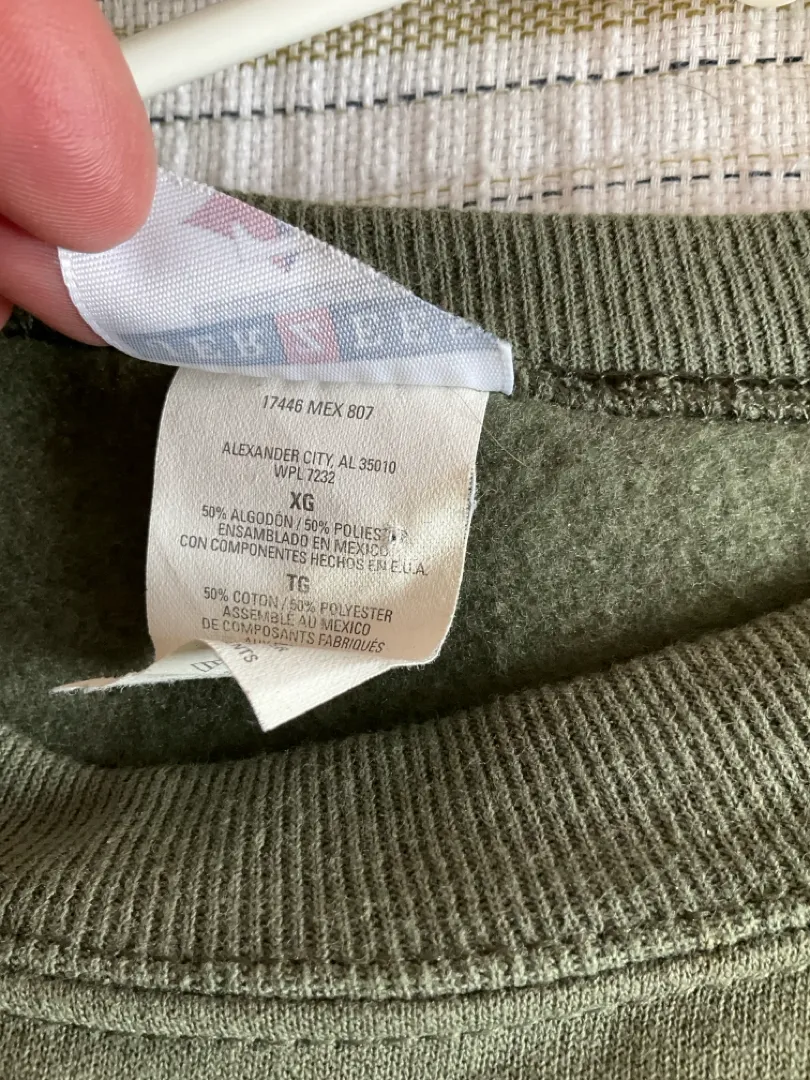 17446 MEX 807
ALEXANDER CITY, AL 35010
WPL 7232
XG
50% ALGODÓN / 50% POLIESTER
ENSAMBLADO EN MEXICO
CON COMPONENTES HECHOS EN E.U.A.
TG
50% COTON / 50% POLYESTER
ASSEMBLÉ AU MEXICO
DE COMPOSANTS FABRIQUÉS